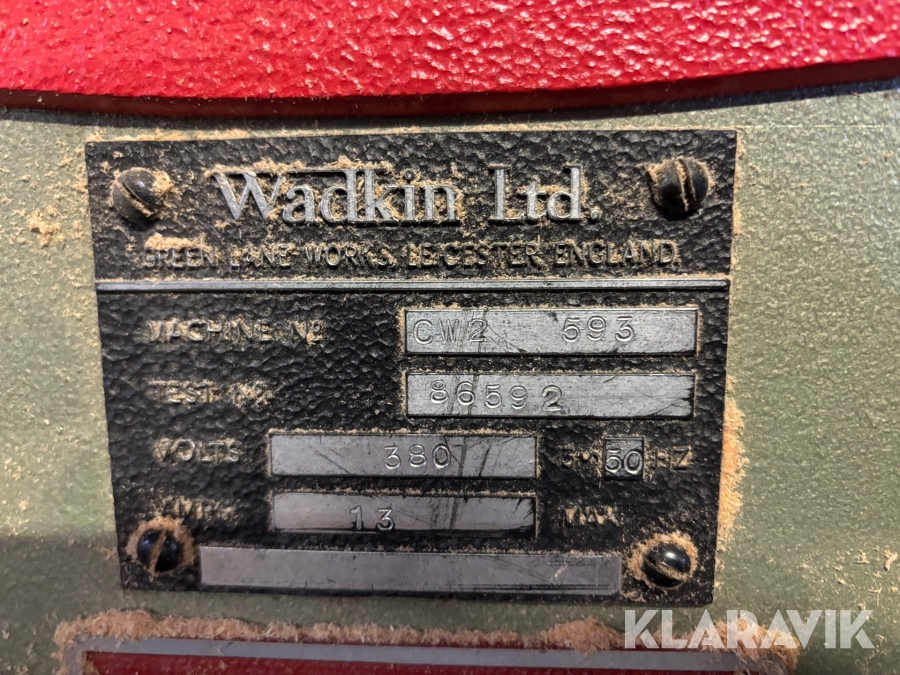 Wadkin Ltd.
GREEN LANE WORKS, LEICESTER, ENGLAND.
MACHINE No CW2 593
TEST No 86592
VOLTS 380 50 HZ
AMPS 13 MAX
KLARAVIK